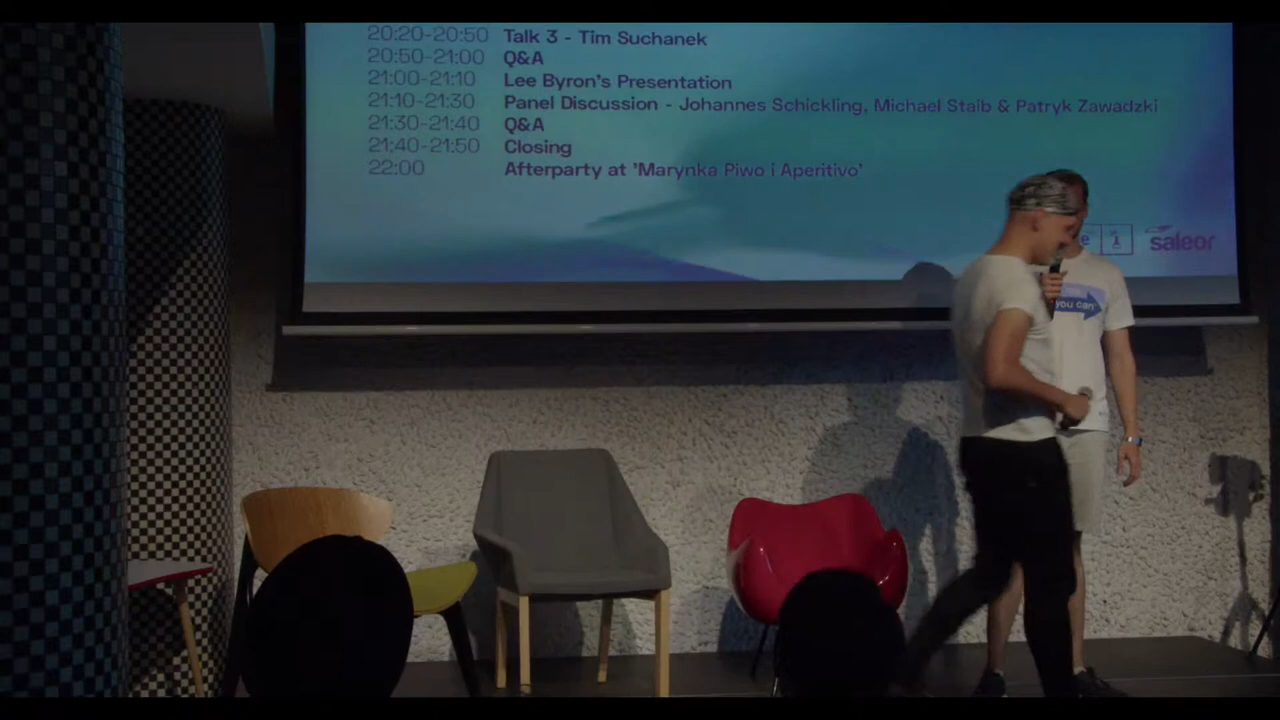 20:20-20:50 Talk 3 - Tim Suchanek
20:50-21:00 Q&A
21:00-21:10 Lee Byron's Presentation
21:10-21:30 Panel Discussion - Johannes Schickling, Michael Staib & Patryk Zawadzki
21:30-21:40 Q&A
21:40-21:50 Closing
22:00 Afterparty at 'Marynka Piwo i Aperitivo'
saleor
you can